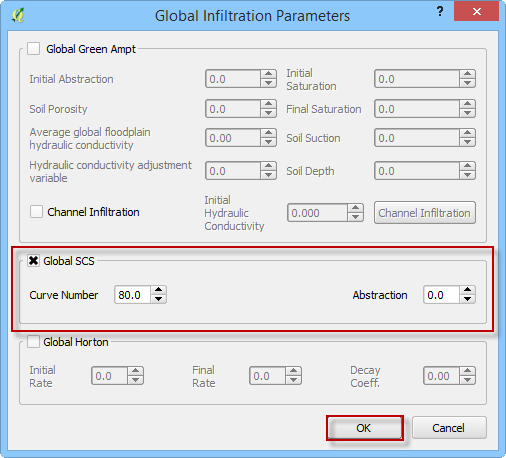 Global Infiltration Parameters
?
Global Green Ampt
Initial Abstraction 0.0 Initial Saturation 0.0
Soil Porosity 0.0 Final Saturation 0.0
Average global floodplain
hydraulic conductivity 0.00 Soil Suction 0.0
Hydraulic conductivity adjustment
variable 0.0 Soil Depth 0.0
Channel Infiltration Initial
Hydraulic
Conductivity 0.000 Channel Infiltration
Global SCS
Curve Number 80.0 Abstraction 0.0
Global Horton
Initial
Rate 0.0 Final
Rate 0.0 Decay
Coeff. 0.00
OK Cancel